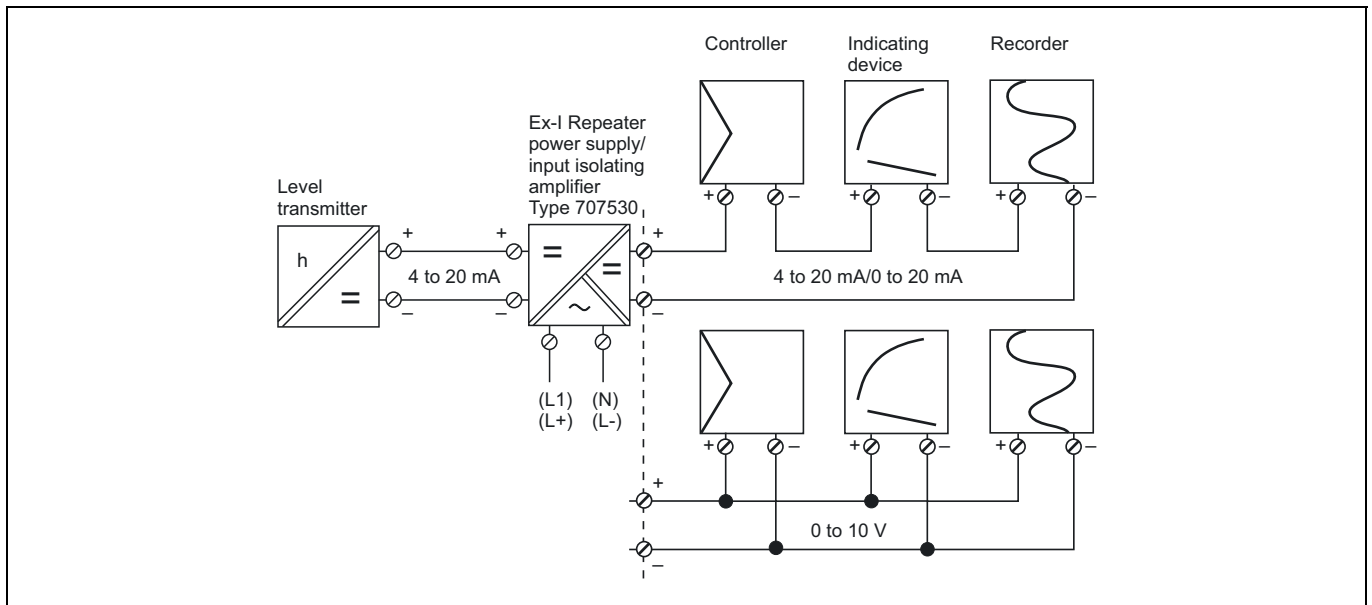 Controller
Indicating
device
Recorder
Ex-I Repeater
power supply/
input isolating
amplifier
Type 707530
Level
transmitter
+ – + – + –
+ + +
h
4 to 20 mA
4 to 20 mA/0 to 20 mA
– – –
(L1) (N)
(L+) (L-)
+ – + – + –
+
0 to 10 V
–